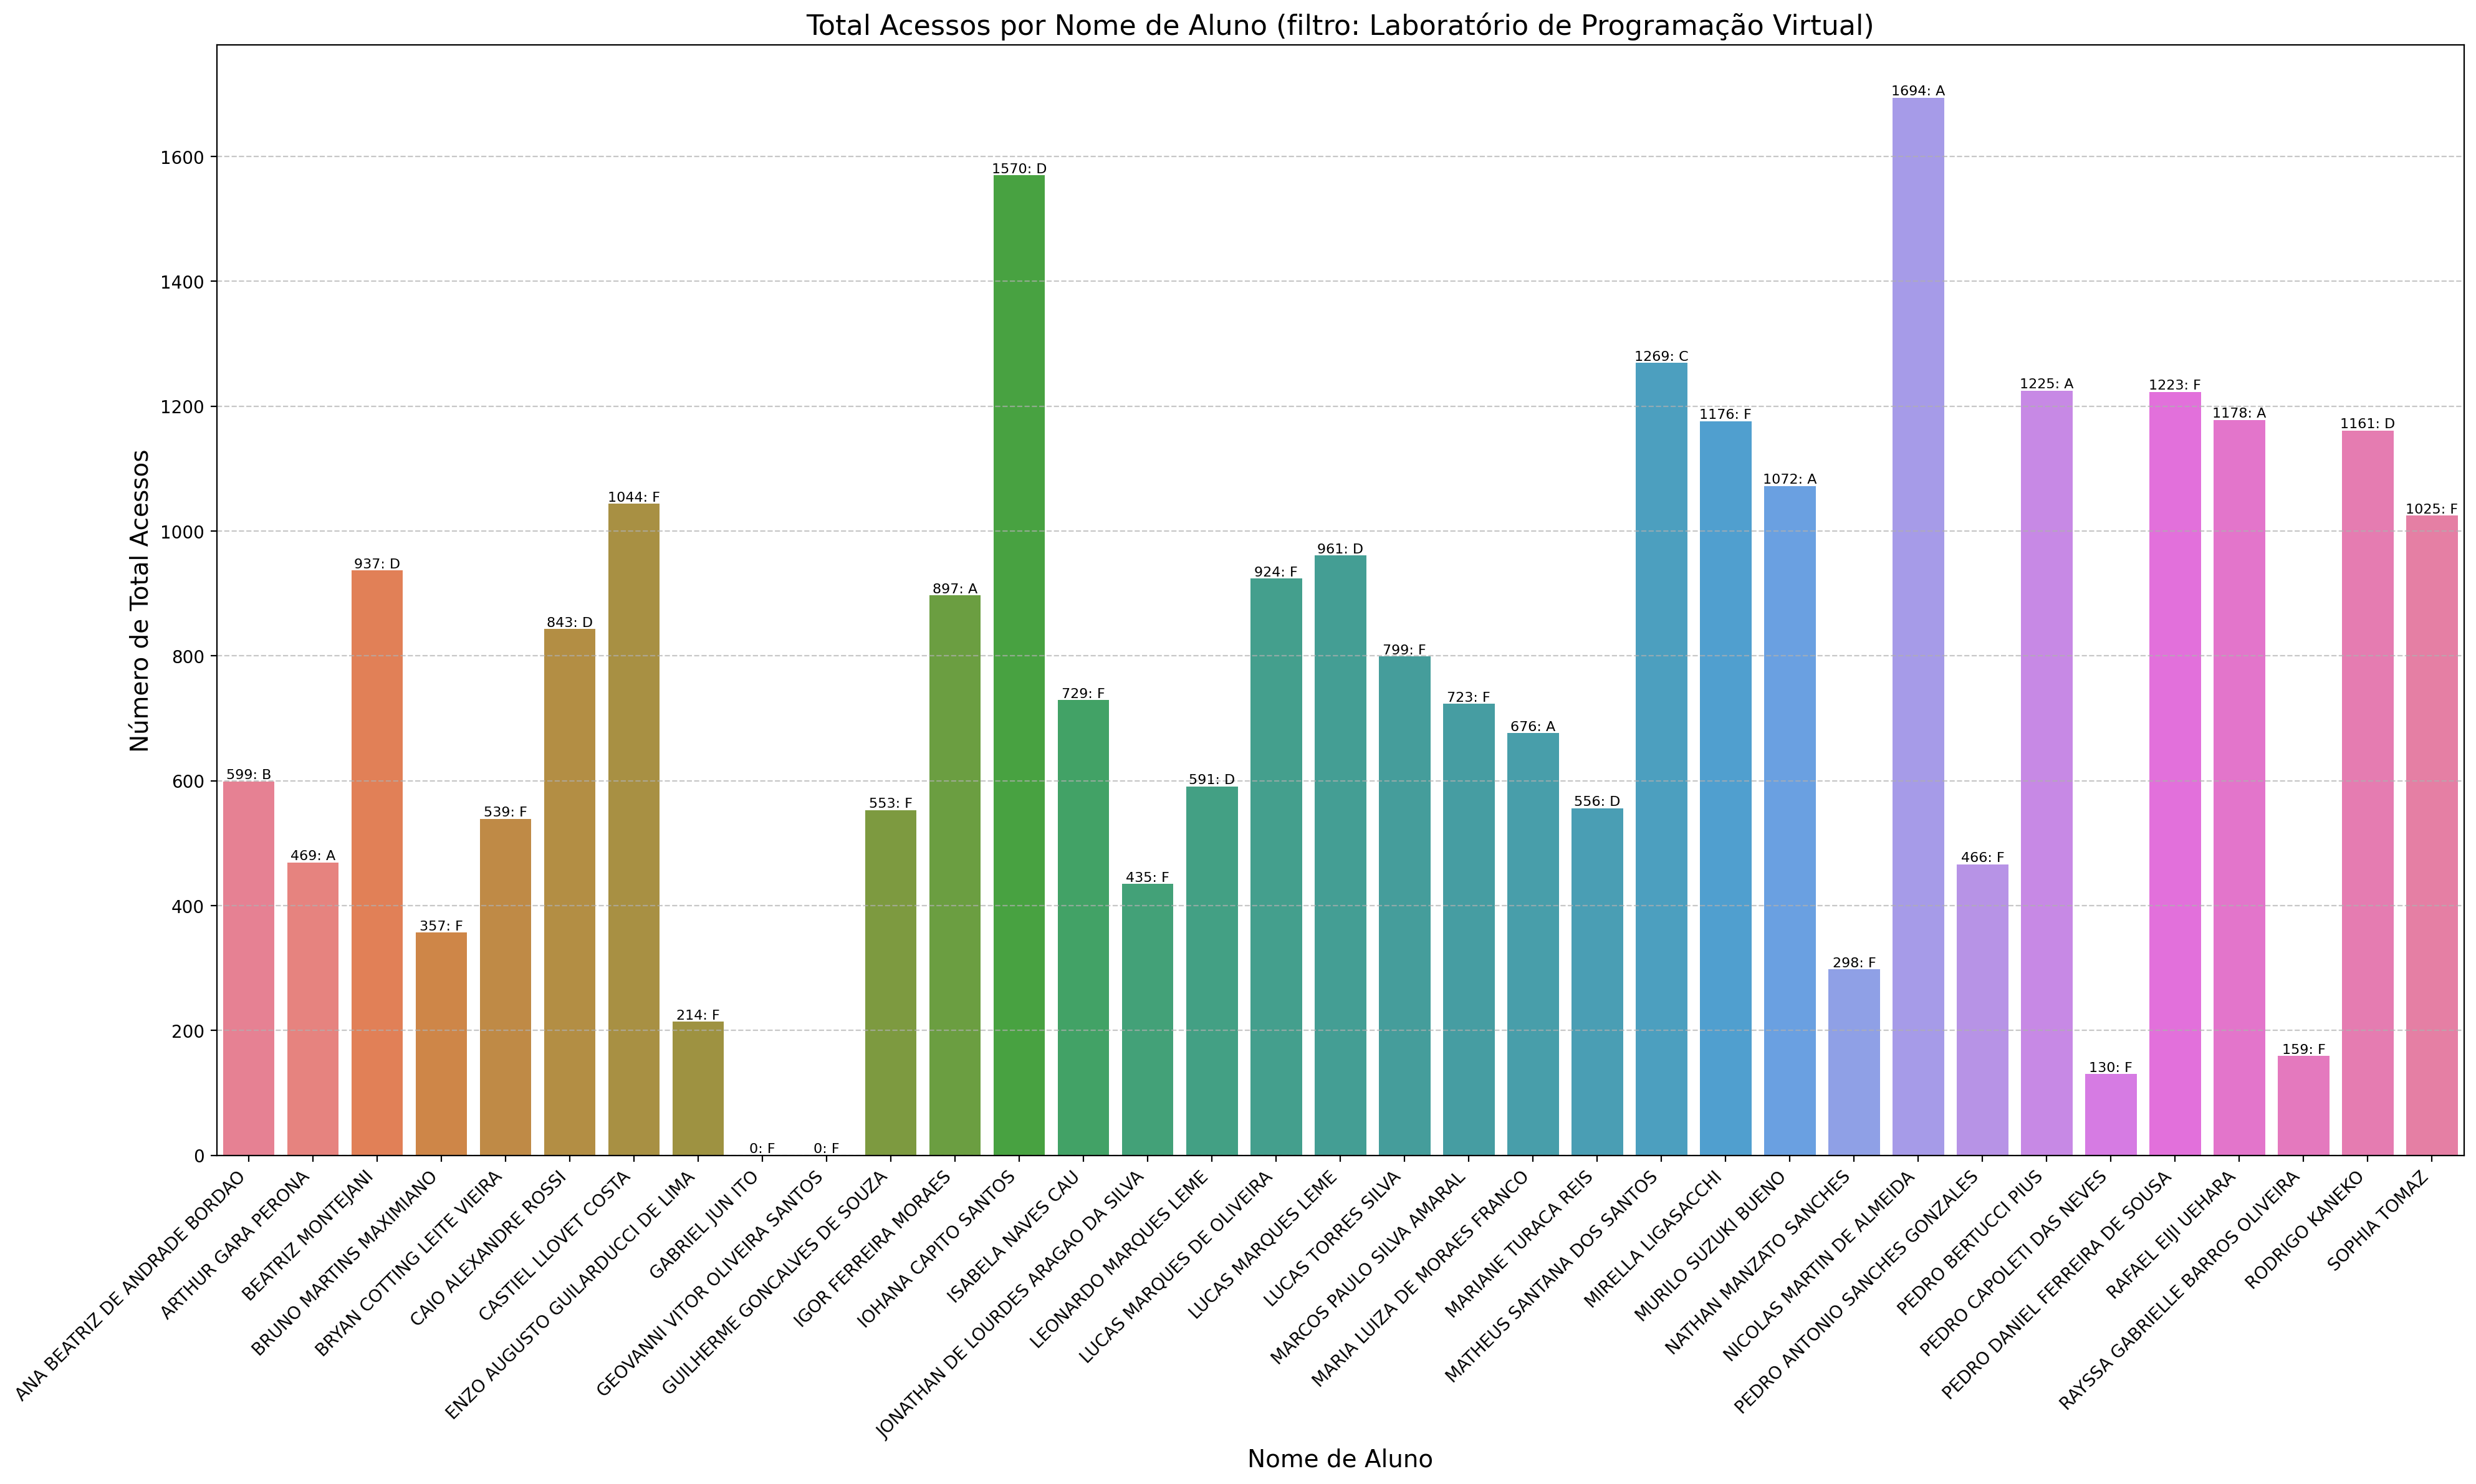 Total Acessos por Nome de Aluno (filtro: Laboratório de Programação Virtual)
Número de Total Acessos
1600
1400
1200
1000
800
600
400
200
0
599: B
469: A
937: D
357: F
539: F
843: D
1044: F
214: F
0: F
0: F
553: F
897: A
1570: D
729: F
435: F
591: D
924: F
961: D
799: F
723: F
676: A
556: D
1269: C
1176: F
1072: A
298: F
1694: A
466: F
1225: A
130: F
1223: F
1178: A
159: F
1161: D
1025: F
ANA BEATRIZ DE ANDRADE BORDAO
ARTHUR GARA PERONA
BEATRIZ MONTEJANI
BRUNO MARTINS MAXIMIANO
BRYAN COTTING LEITE VIEIRA
CAIO ALEXANDRE ROSSI
CASTIEL LLOVET COSTA
ENZO AUGUSTO GUILARDUCCI DE LIMA
GABRIEL JUN ITO
GEOVANNI VITOR OLIVEIRA SANTOS
GUILHERME GONCALVES DE SOUZA
IGOR FERREIRA MORAES
IOHANA CAPITO SANTOS
ISABELA NAVES CAU
JONATHAN DE LOURDES ARAGAO DA SILVA
LEONARDO MARQUES LEME
LUCAS MARQUES DE OLIVEIRA
LUCAS MARQUES LEME
LUCAS TORRES SILVA
MARCOS PAULO SILVA AMARAL
MARIA LUIZA DE MORAES FRANCO
MARIANE TURACA REIS
MATHEUS SANTANA DOS SANTOS
MIRELLA LIGASACCHI
MURILO SUZUKI BUENO
NATHAN MANZATO SANCHES
NICOLAS MARTIN DE ALMEIDA
PEDRO ANTONIO SANCHES GONZALES
PEDRO BERTUCCI PIUS
PEDRO CAPOLETI DAS NEVES
PEDRO DANIEL FERREIRA DE SOUSA
RAFAEL EIJI UEHARA
RAYSSA GABRIELLE BARROS OLIVEIRA
RODRIGO KANEKO
SOPHIA TOMAZ
Nome de Aluno